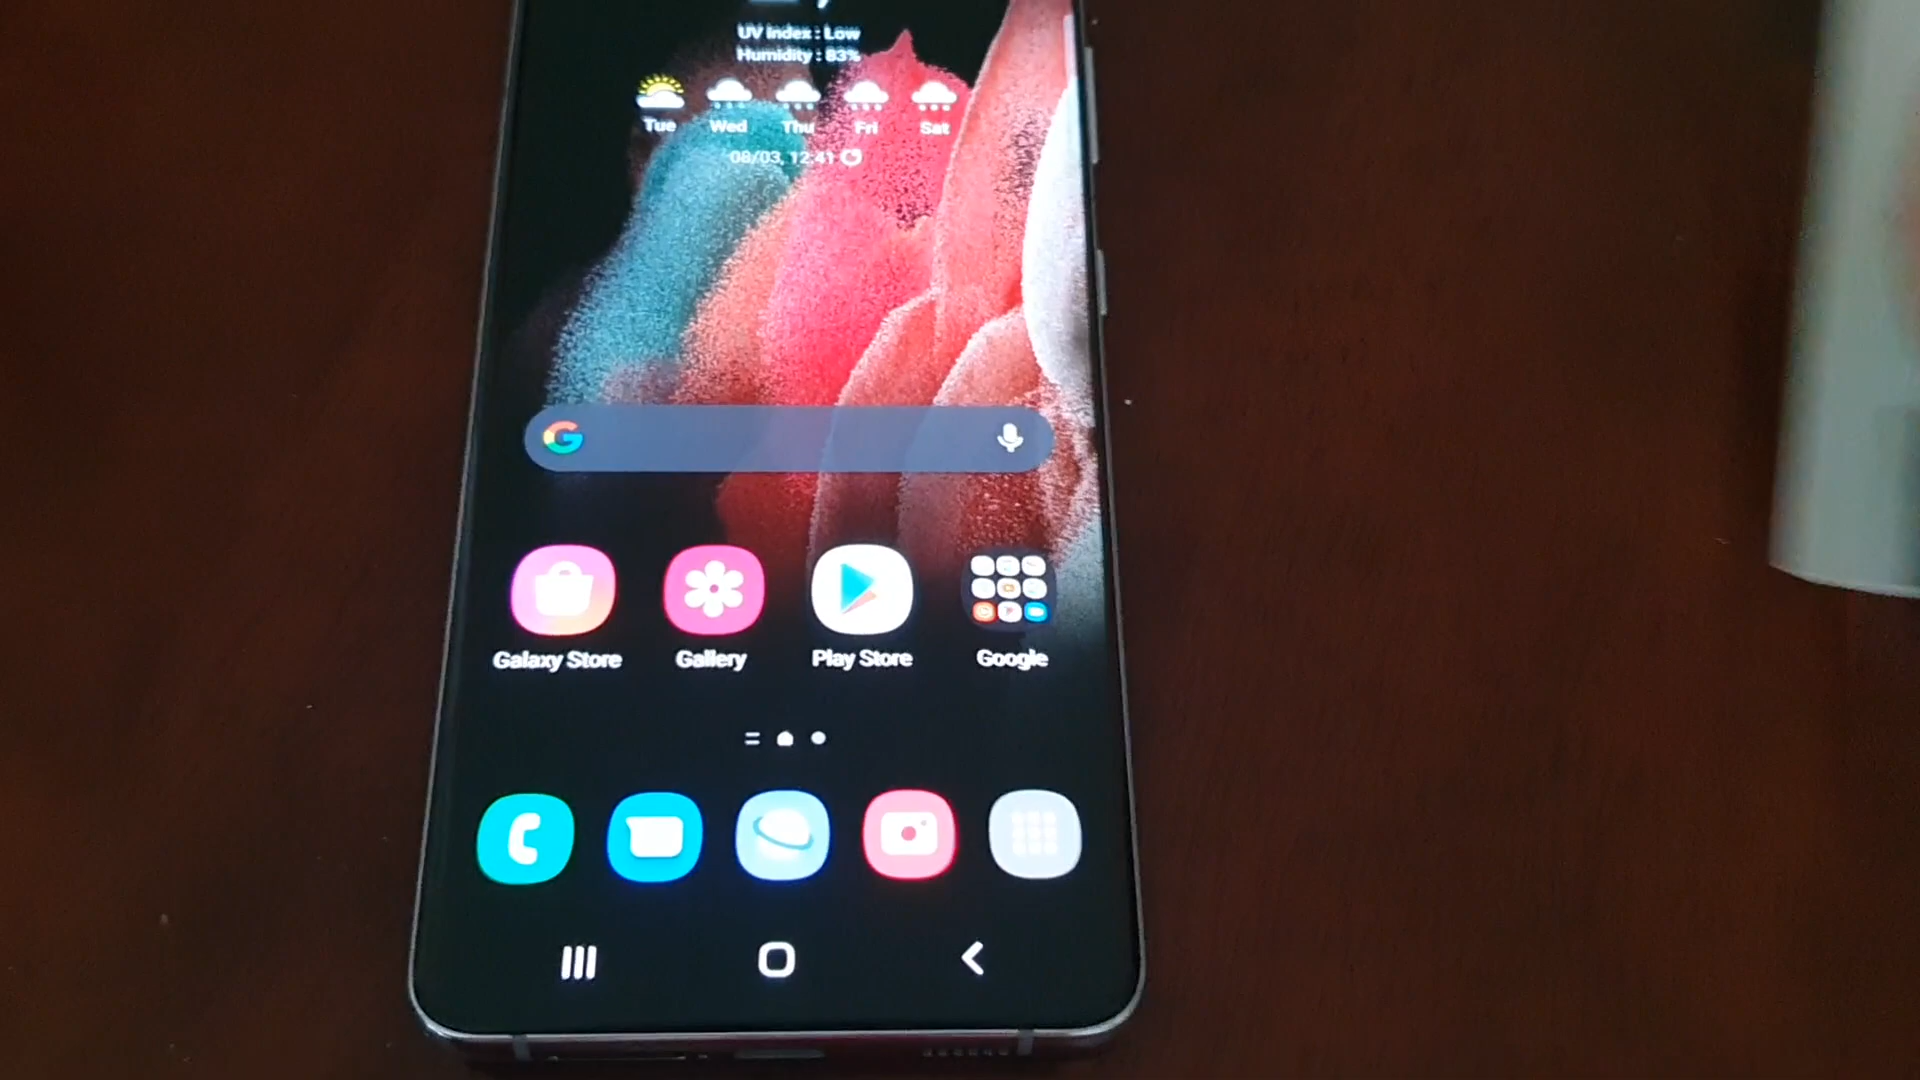 UV Index : Low
Humidity : 83%
Tue Wed Thu Fri Sat
08/03, 12:41
G
Galaxy Store Gallery Play Store Google